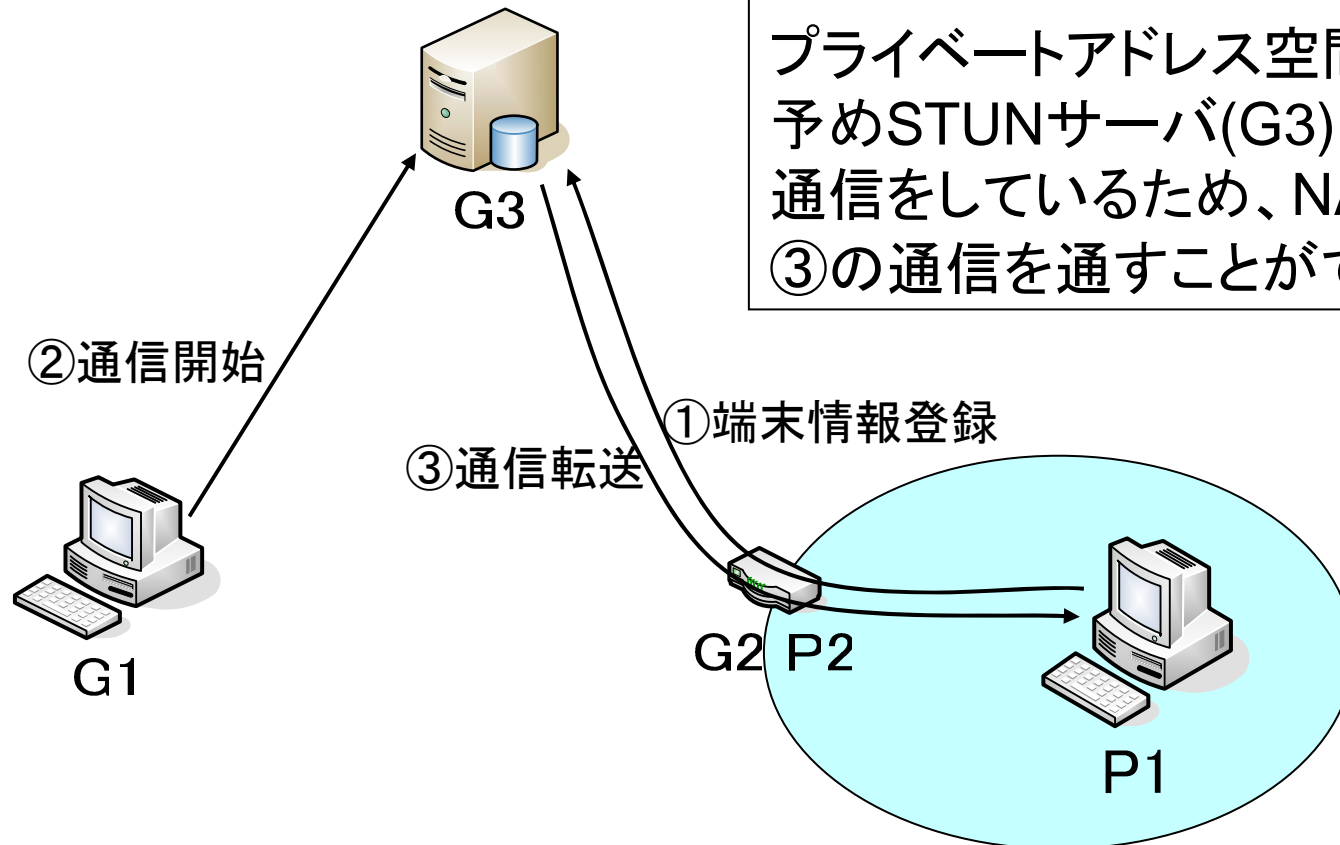 プライベートアドレス空間
予めSTUNサーバ(G3)
通信をしているため、NA
③の通信を通すことがで
G3
②通信開始
①端末情報登録
③通信転送
G1
G2 P2
P1